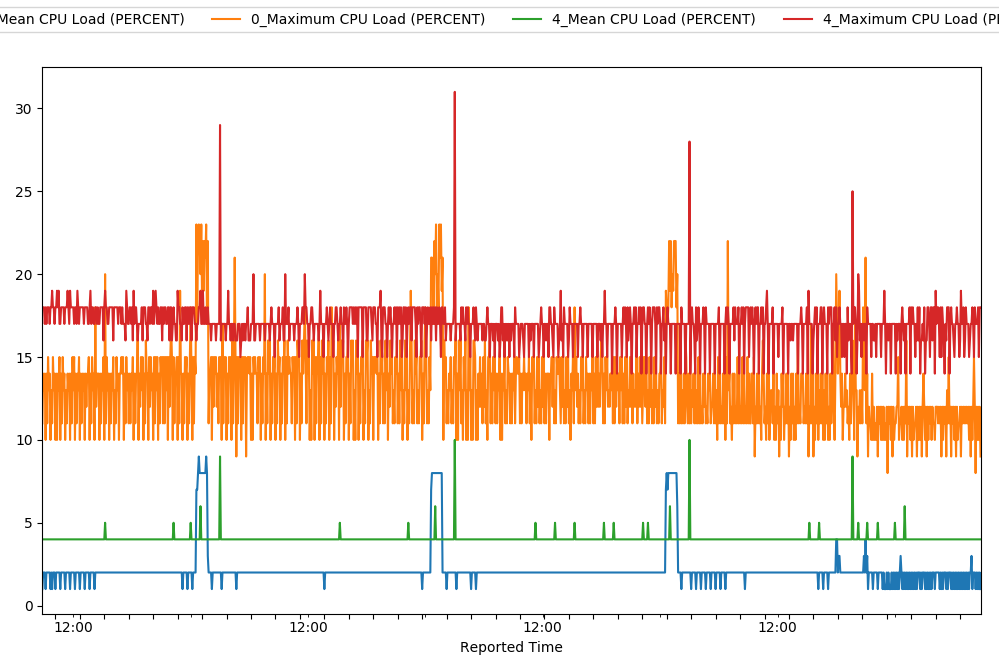 Mean CPU Load (PERCENT) 0_Maximum CPU Load (PERCENT) 4_Mean CPU Load (PERCENT) 4_Maximum CPU Load (P
30
25
20
15
10
5
0
12:00 12:00 12:00 12:00
Reported Time